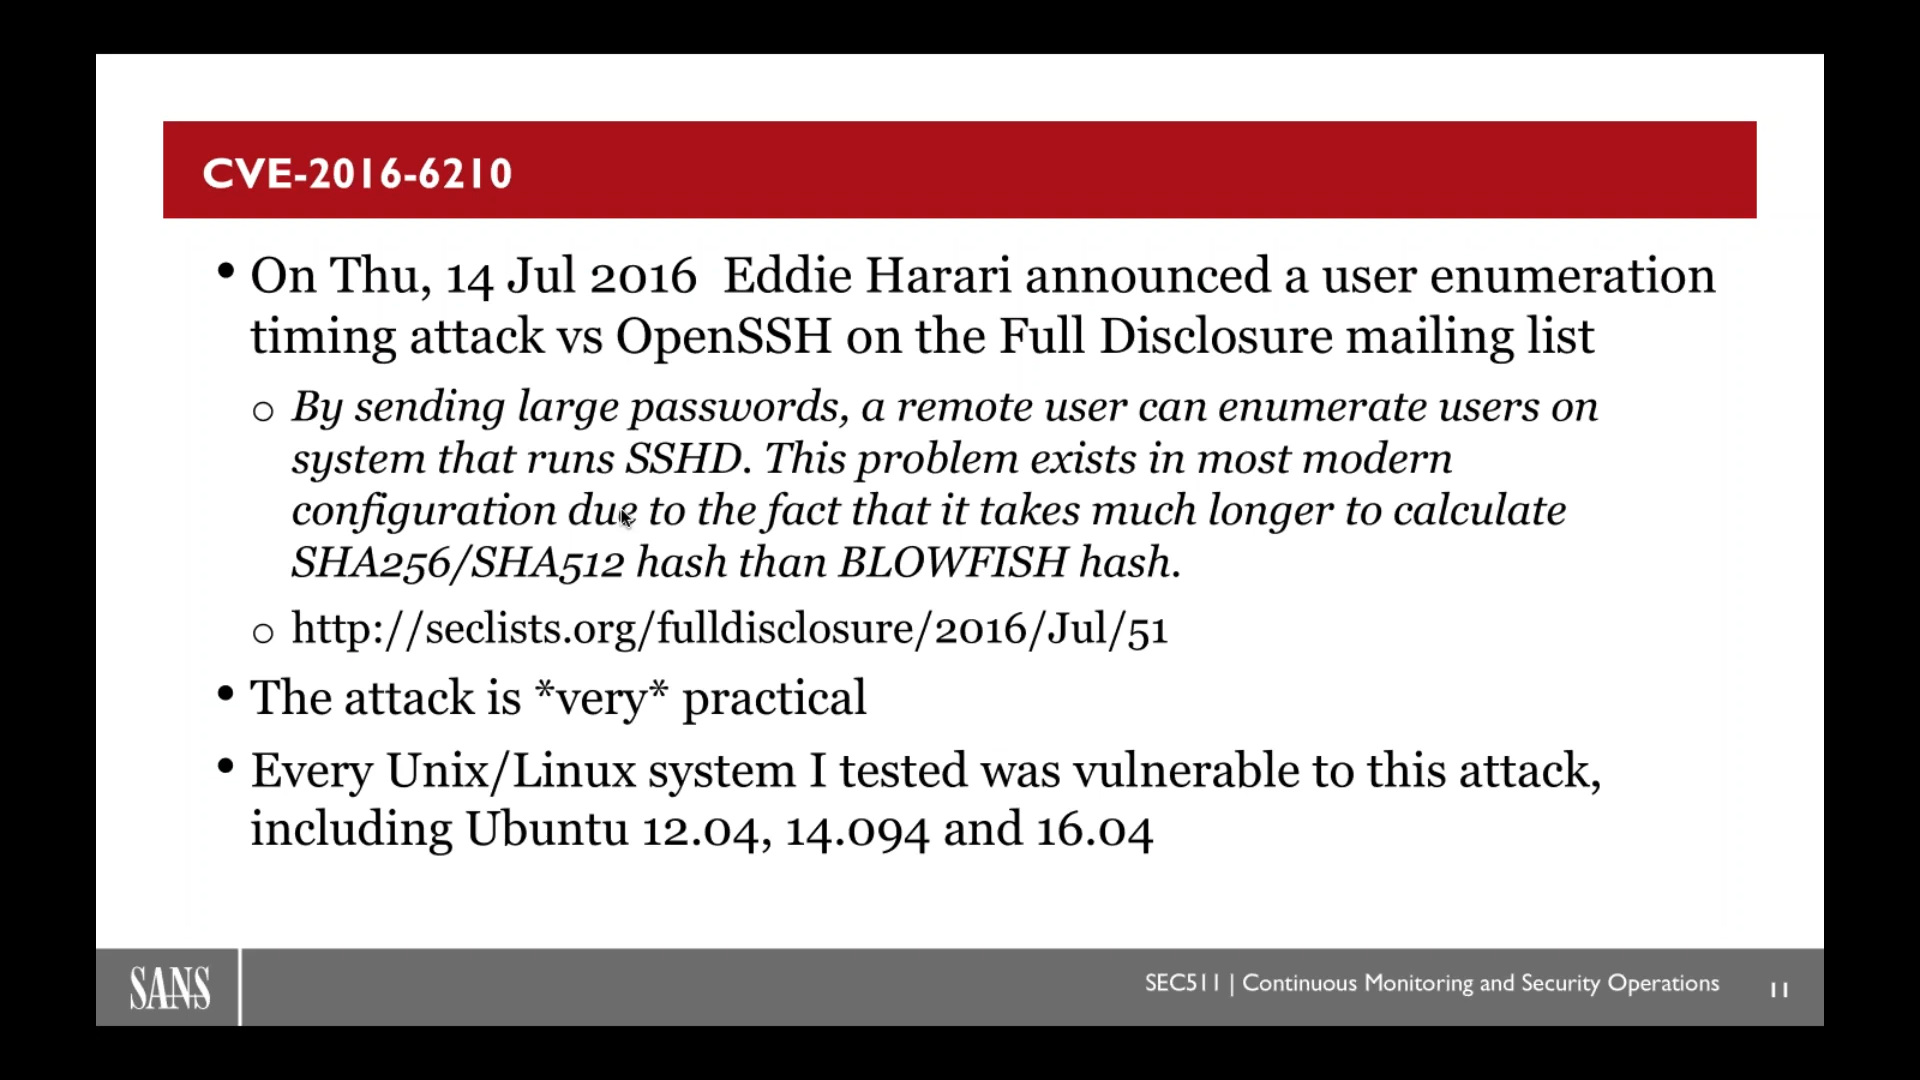 CVE-2016-6210
• On Thu, 14 Jul 2016  Eddie Harari announced a user enumeration
timing attack vs OpenSSH on the Full Disclosure mailing list
o By sending large passwords, a remote user can enumerate users on
system that runs SSHD. This problem exists in most modern
configuration due to the fact that it takes much longer to calculate
SHA256/SHA512 hash than BLOWFISH hash.
o http://seclists.org/fulldisclosure/2016/Jul/51
• The attack is *very* practical
• Every Unix/Linux system I tested was vulnerable to this attack,
including Ubuntu 12.04, 14.094 and 16.04
SANS
SEC511 | Continuous Monitoring and Security Operations
11